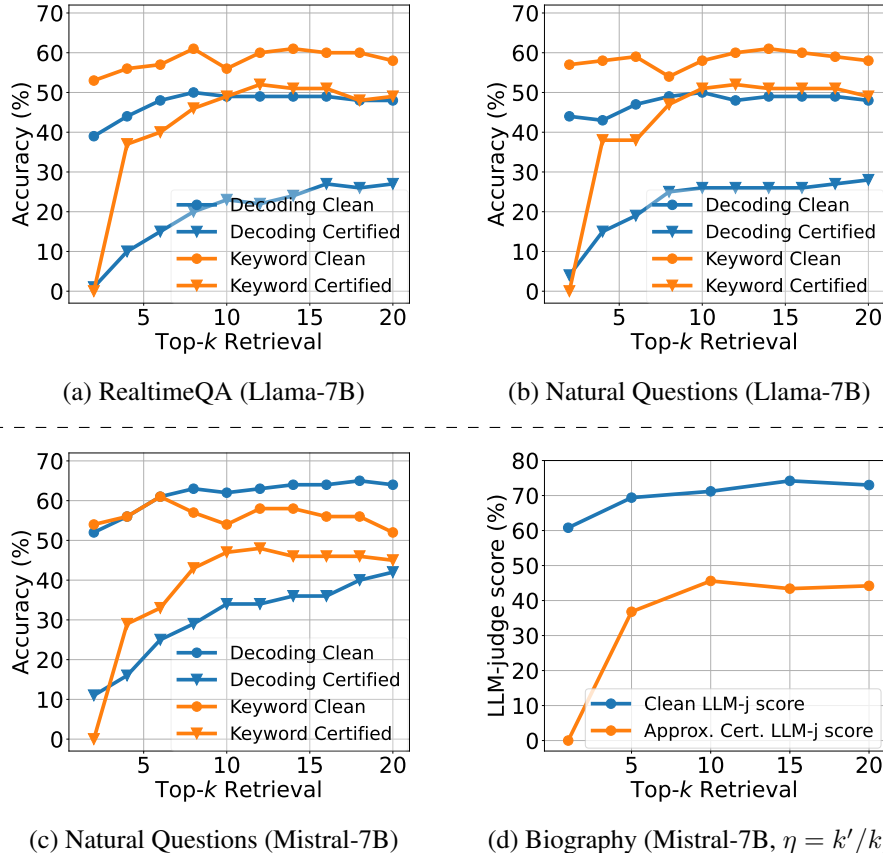 70
60
50
40
30
20
10
0
Accuracy (%)
Decoding Clean
Decoding Certified
Keyword Clean
Keyword Certified
5 10 15 20
Top-k Retrieval
(a) RealtimeQA (Llama-7B)
70
60
50
40
30
20
10
0
Accuracy (%)
Decoding Clean
Decoding Certified
Keyword Clean
Keyword Certified
5 10 15 20
Top-k Retrieval
(b) Natural Questions (Llama-7B)
70
60
50
40
30
20
10
0
Accuracy (%)
Decoding Clean
Decoding Certified
Keyword Clean
Keyword Certified
5 10 15 20
Top-k Retrieval
(c) Natural Questions (Mistral-7B)
80
70
60
50
40
30
20
10
0
LLM-judge score (%)
Clean LLM-j score
Approx. Cert. LLM-j score
5 10 15 20
Top-k Retrieval
(d) Biography (Mistral-7B, η = k′/k